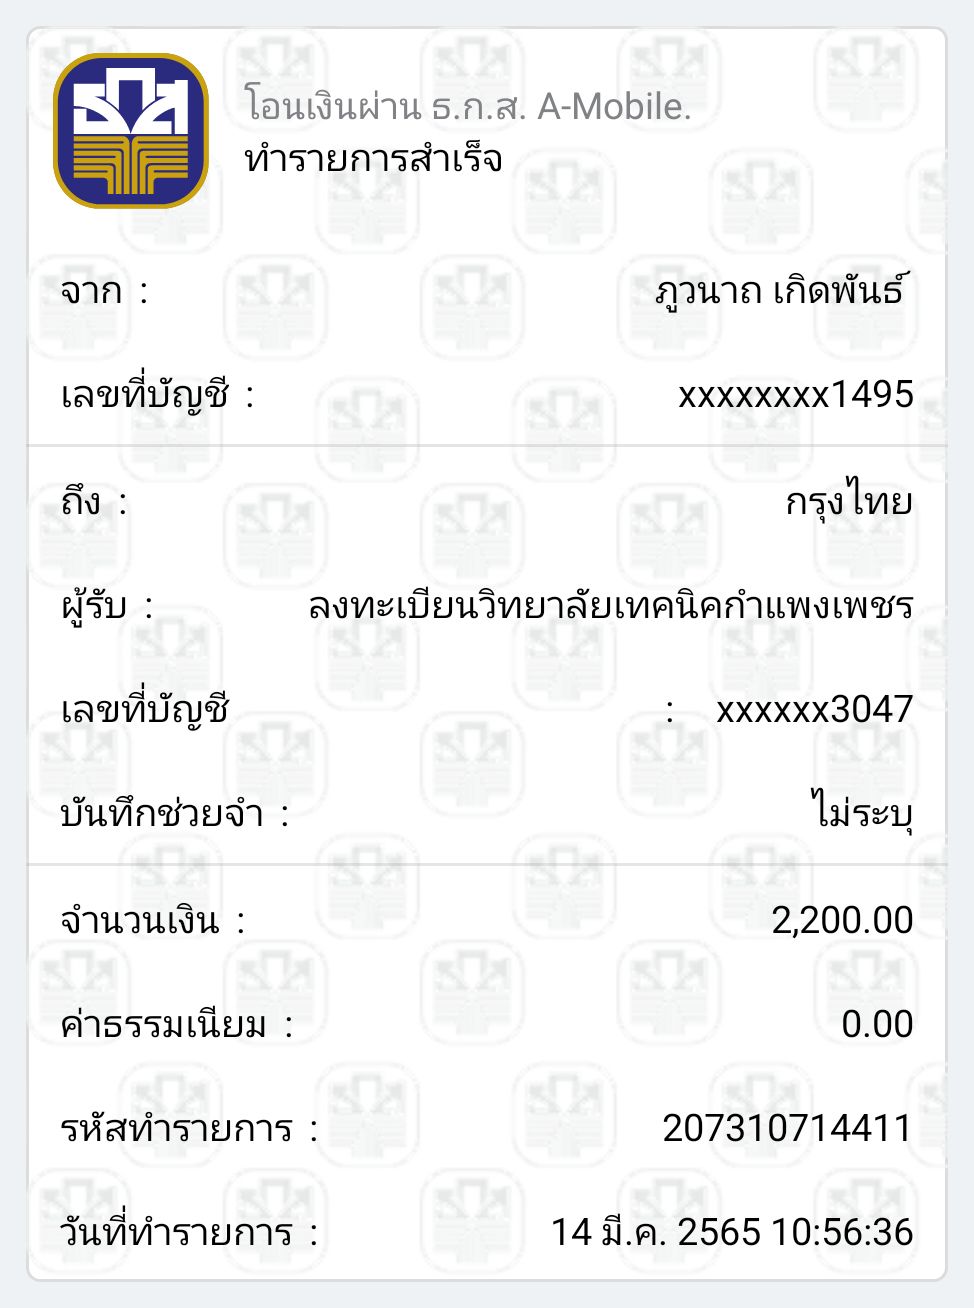 ธส
โอนเงินผ่าน ธ.ก.ส. A-Mobile.
ทำรายการสำเร็จ
จาก : ภูวนาถ เกิดพันธ์
เลขที่บัญชี : xxxxxxxx1495
ถึง : กรุงไทย
ผู้รับ : ลงทะเบียนวิทยาลัยเทคนิคกำแพงเพชร
เลขที่บัญชี : xxxxxx3047
บันทึกช่วยจำ : ไม่ระบุ
จำนวนเงิน : 2,200.00
ค่าธรรมเนียม : 0.00
รหัสทำรายการ : 207310714411
วันที่ทำรายการ : 14 มี.ค. 2565 10:56:36